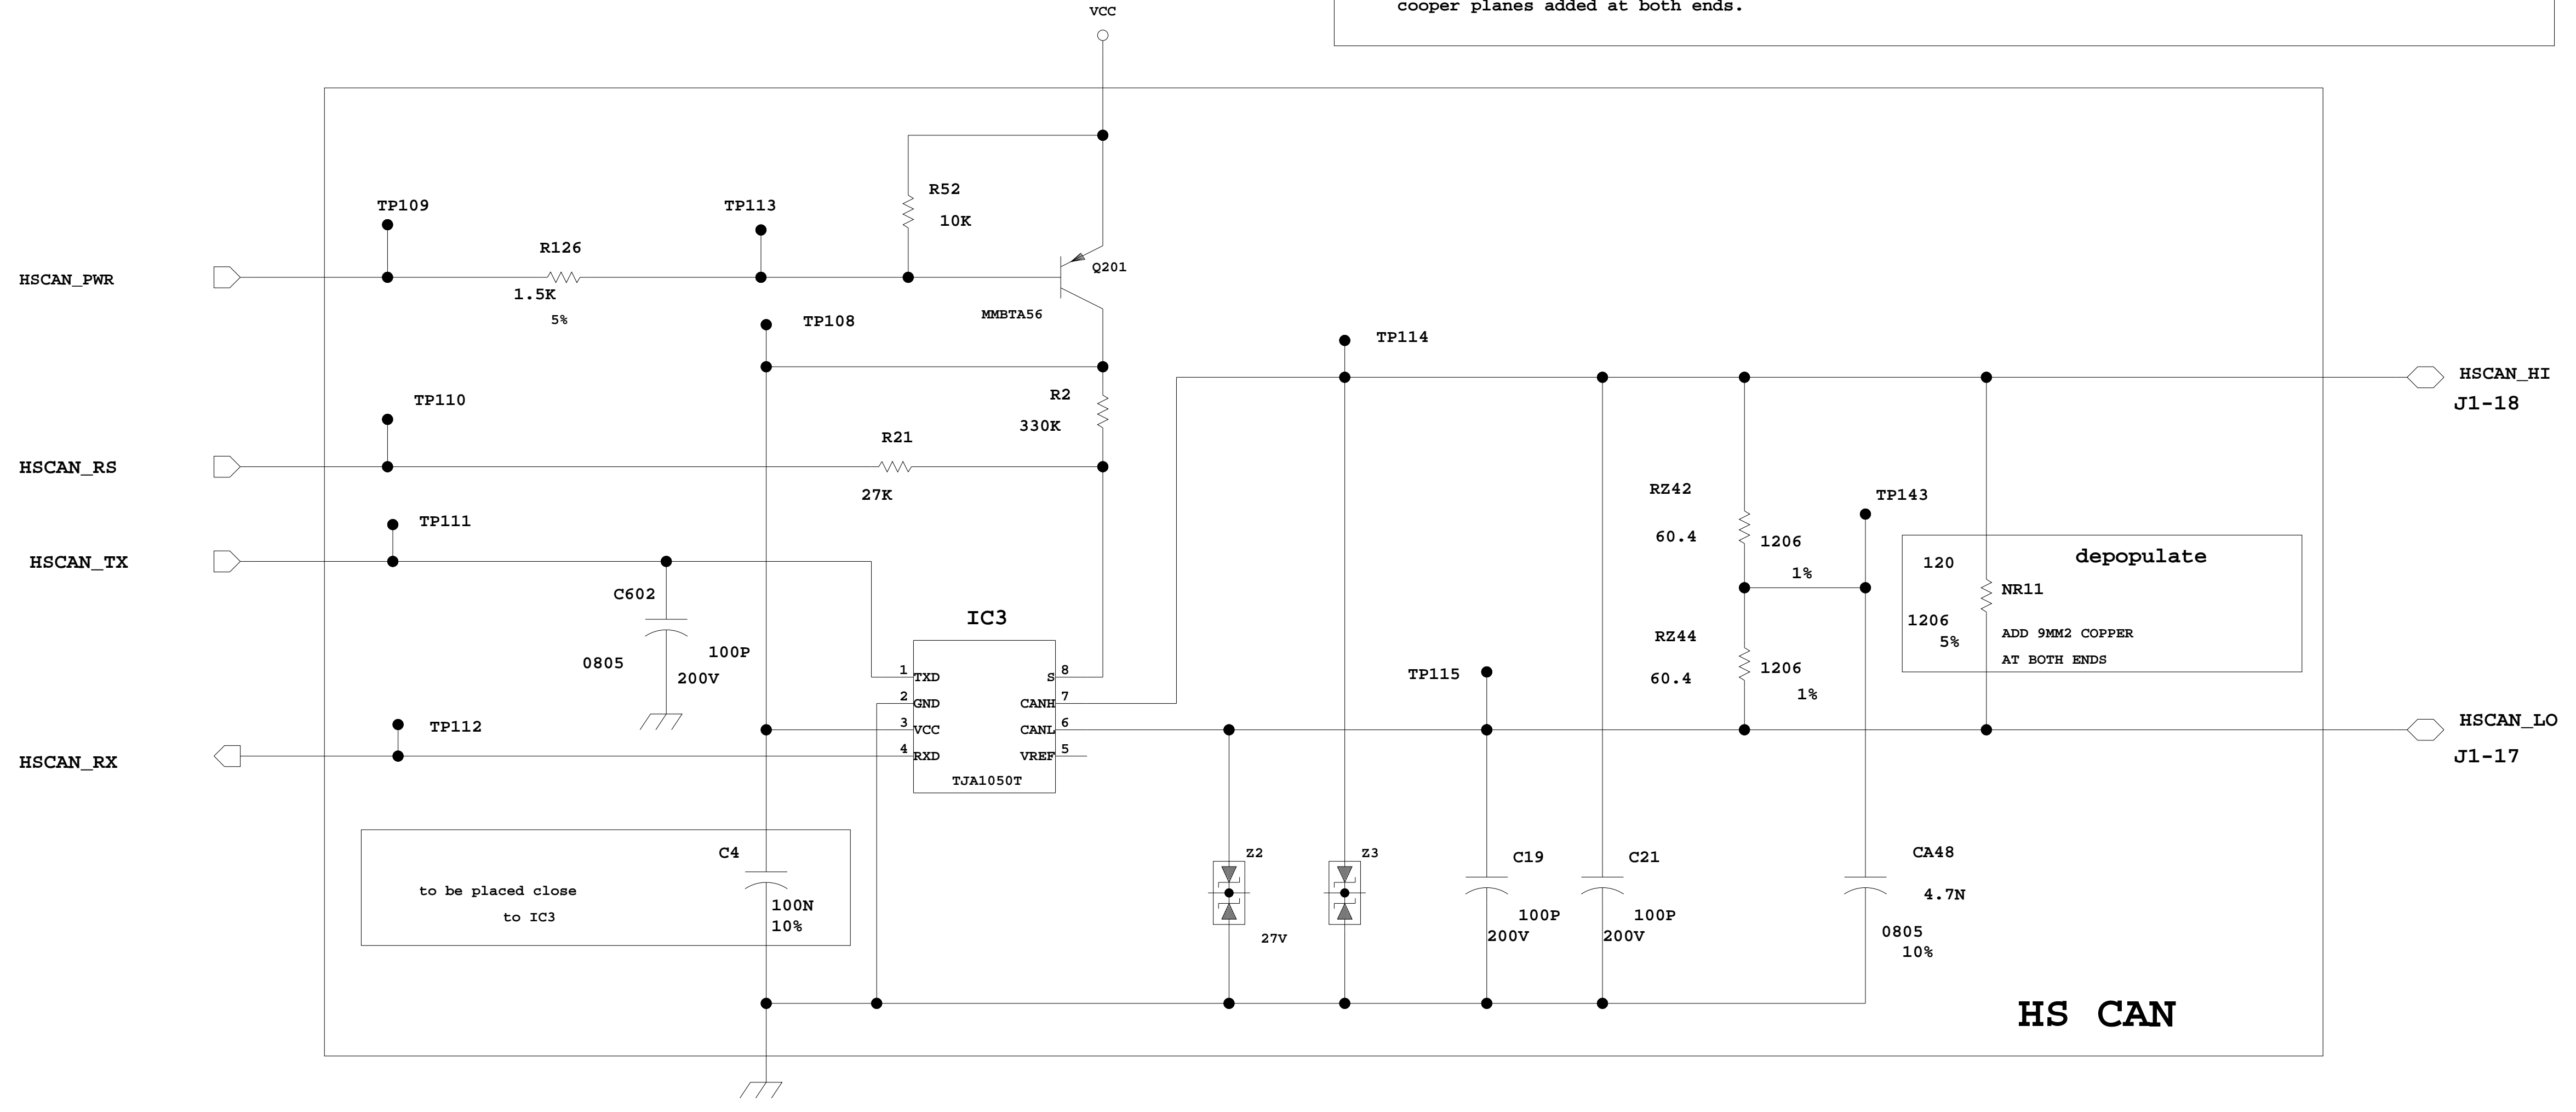 VCC
cooper planes added at both ends.
R52
10K
TP109
TP113
R126
1.5K
5%
HSCAN_PWR
Q201
MMBTA56
TP108
TP114
HSCAN_HI
J1-18
TP110
R2
330K
R21
27K
HSCAN_RS
RZ42
60.4
1206
1%
TP143
TP111
HSCAN_TX
C602
0805
100P
200V
depopulate
120
NR11
1206
5%
ADD 9MM2 COPPER
AT BOTH ENDS
RZ44
60.4
1206
1%
IC3
1 TXD
2 GND
3 VCC
4 RXD
S 8
CANH 7
CANL 6
VREF 5
TJA1050T
TP115
TP112
HSCAN_RX
HSCAN_LO
J1-17
C4
100N
10%
to be placed close
to IC3
Z2
27V
Z3
C19
100P
200V
C21
100P
200V
CA48
4.7N
0805
10%
HS CAN